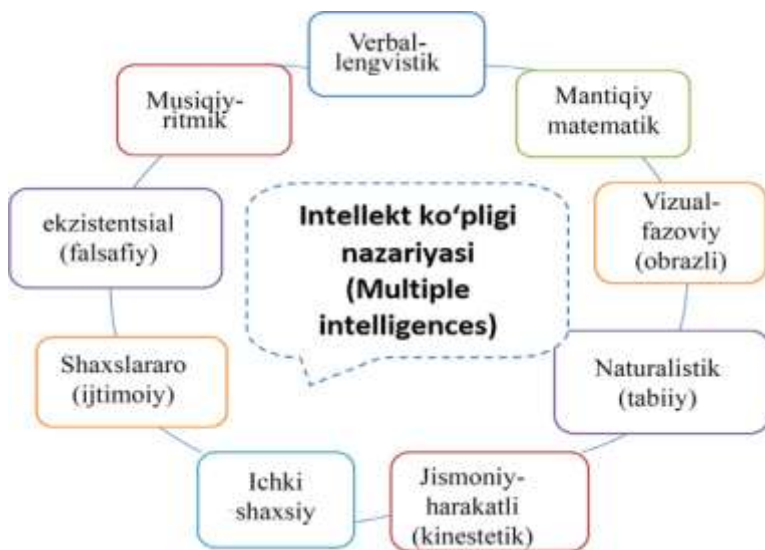 Verbal-
lengvistik
Mantiqiy
matematik
Vizual-
fazoviy
(obrazli)
Naturalistik
(tabiiy)
Jismoniy-
harakatli
(kinestetik)
Ichki
shaxsiy
Shaxslararo
(ijtimoiy)
ekzistentsial
(falsafiy)
Musiqiy-
ritmik
Intellekt ko‘pligi
nazariyasi
(Multiple
intelligences)